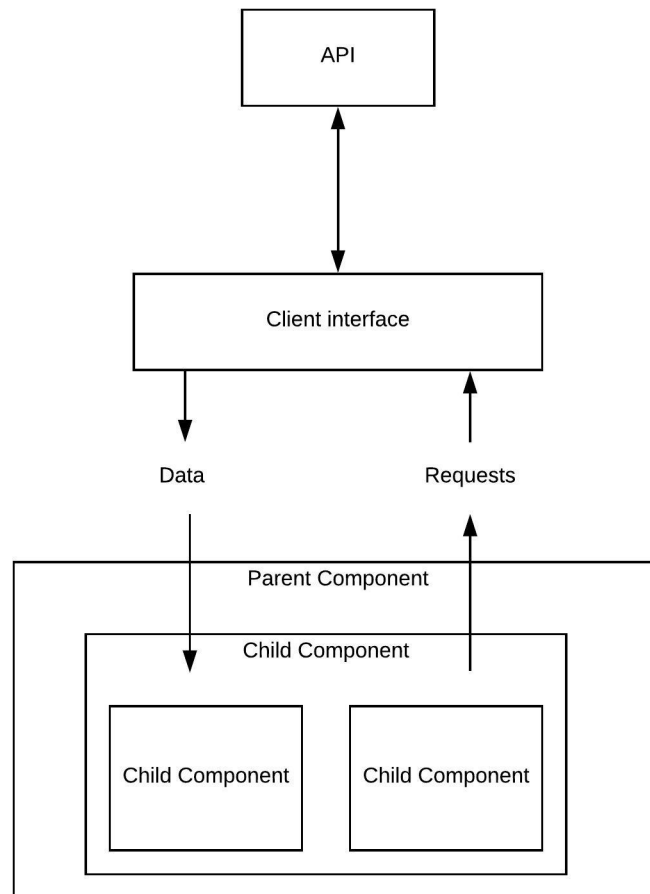 API
Client interface
Data
Requests
Parent Component
Child Component
Child Component
Child Component